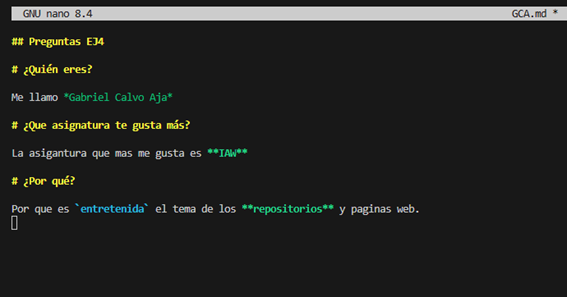 GNU nano 8.4 GCA.md *
## Preguntas EJ4
# ¿Quién eres?
Me llamo *Gabriel Calvo Aja*
# ¿Que asignatura te gusta más?
La asigantura que mas me gusta es **IAW**
# ¿Por qué?
Por que es `entretenida` el tema de los **repositorios** y paginas web.